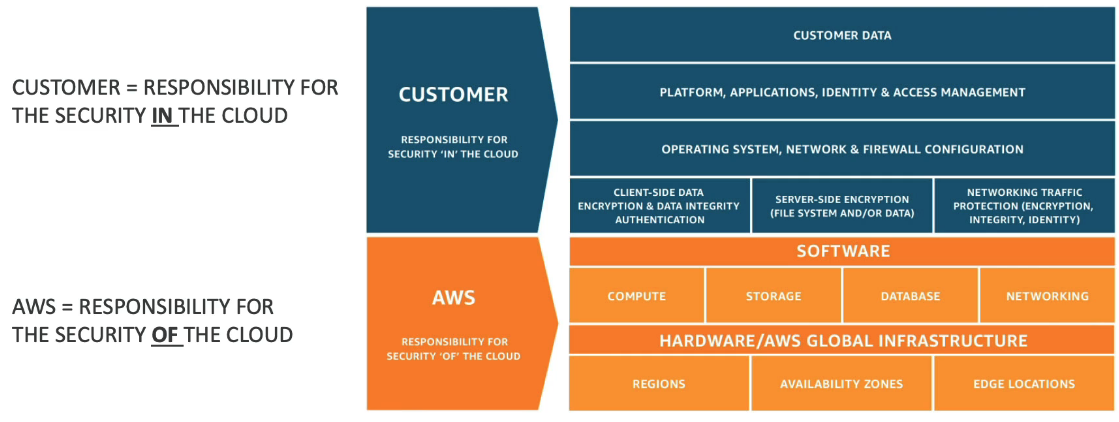 CUSTOMER = RESPONSIBILITY FOR
THE SECURITY IN THE CLOUD
CUSTOMER
RESPONSIBILITY FOR
SECURITY 'IN' THE CLOUD
CUSTOMER DATA
PLATFORM, APPLICATIONS, IDENTITY & ACCESS MANAGEMENT
OPERATING SYSTEM, NETWORK & FIREWALL CONFIGURATION
CLIENT-SIDE DATA
ENCRYPTION & DATA INTEGRITY
AUTHENTICATION
SERVER-SIDE ENCRYPTION
(FILE SYSTEM AND/OR DATA)
NETWORKING TRAFFIC
PROTECTION (ENCRYPTION,
INTEGRITY, IDENTITY)
AWS = RESPONSIBILITY FOR
THE SECURITY OF THE CLOUD
AWS
RESPONSIBILITY FOR
SECURITY 'OF' THE CLOUD
SOFTWARE
COMPUTE
STORAGE
DATABASE
NETWORKING
HARDWARE/AWS GLOBAL INFRASTRUCTURE
REGIONS
AVAILABILITY ZONES
EDGE LOCATIONS